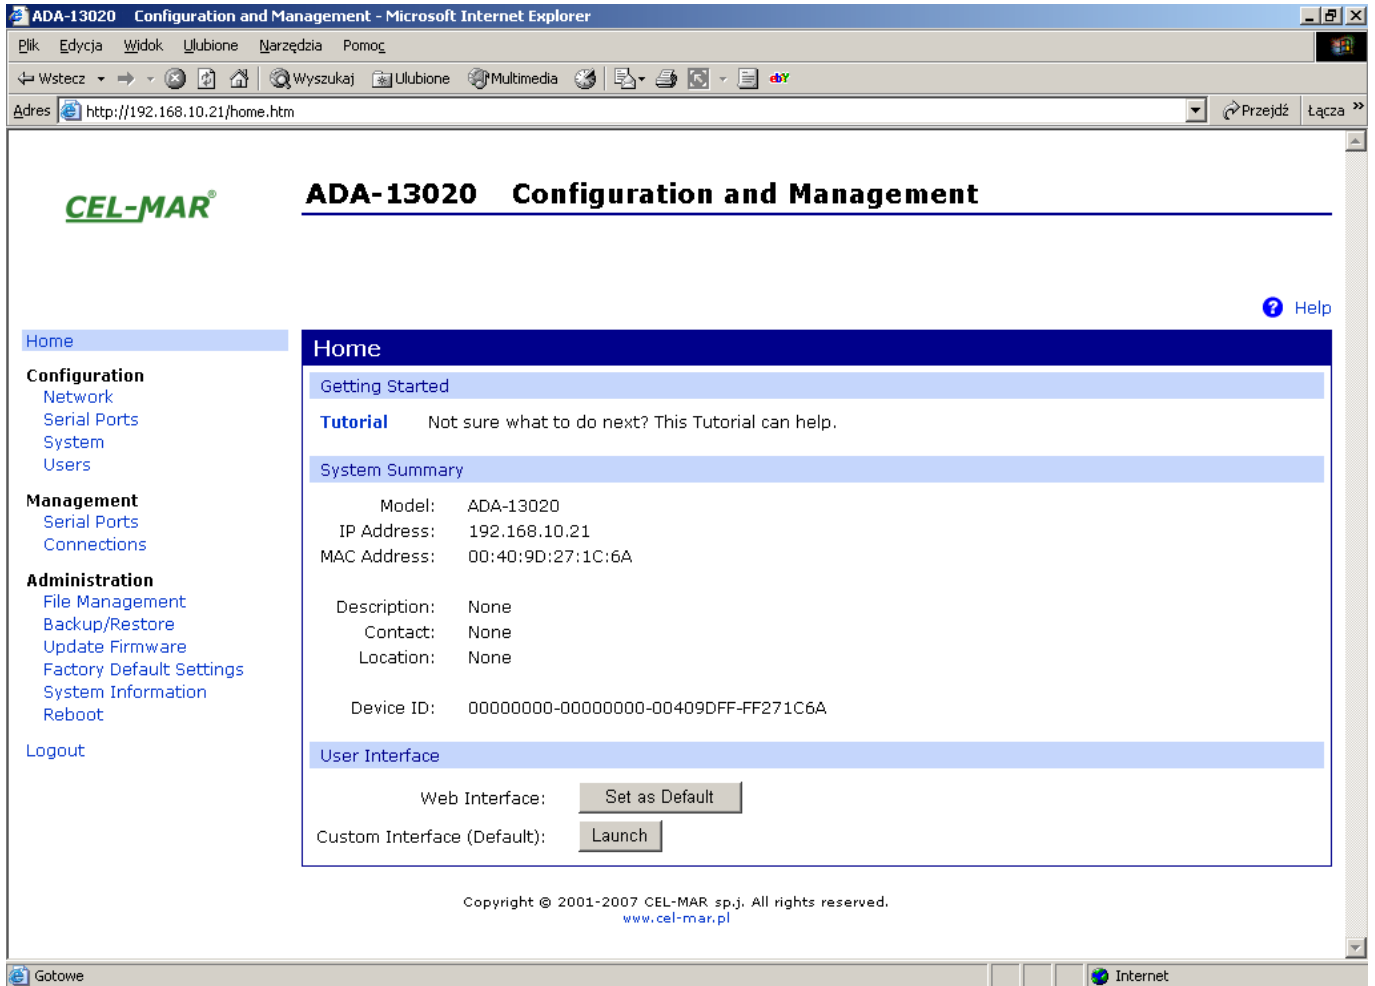 ADA-13020 Configuration and Management - Microsoft Internet Explorer
Plik Edycja Widok Ulubione Narzędzia Pomoc
Wstecz Wyszukaj Ulubione Multimedia ebY
Adres http://192.168.10.21/home.htm Przejdź Łącza »
CEL-MAR®
ADA-13020 Configuration and Management
? Help
Home
Configuration
Network
Serial Ports
System
Users
Management
Serial Ports
Connections
Administration
File Management
Backup/Restore
Update Firmware
Factory Default Settings
System Information
Reboot
Logout
Home
Getting Started
Tutorial Not sure what to do next? This Tutorial can help.
System Summary
Model: ADA-13020
IP Address: 192.168.10.21
MAC Address: 00:40:9D:27:1C:6A
Description: None
Contact: None
Location: None
Device ID: 00000000-00000000-00409DFF-FF271C6A
User Interface
Web Interface: Set as Default
Custom Interface (Default): Launch
Copyright © 2001-2007 CEL-MAR sp.j. All rights reserved.
www.cel-mar.pl
Gotowe Internet